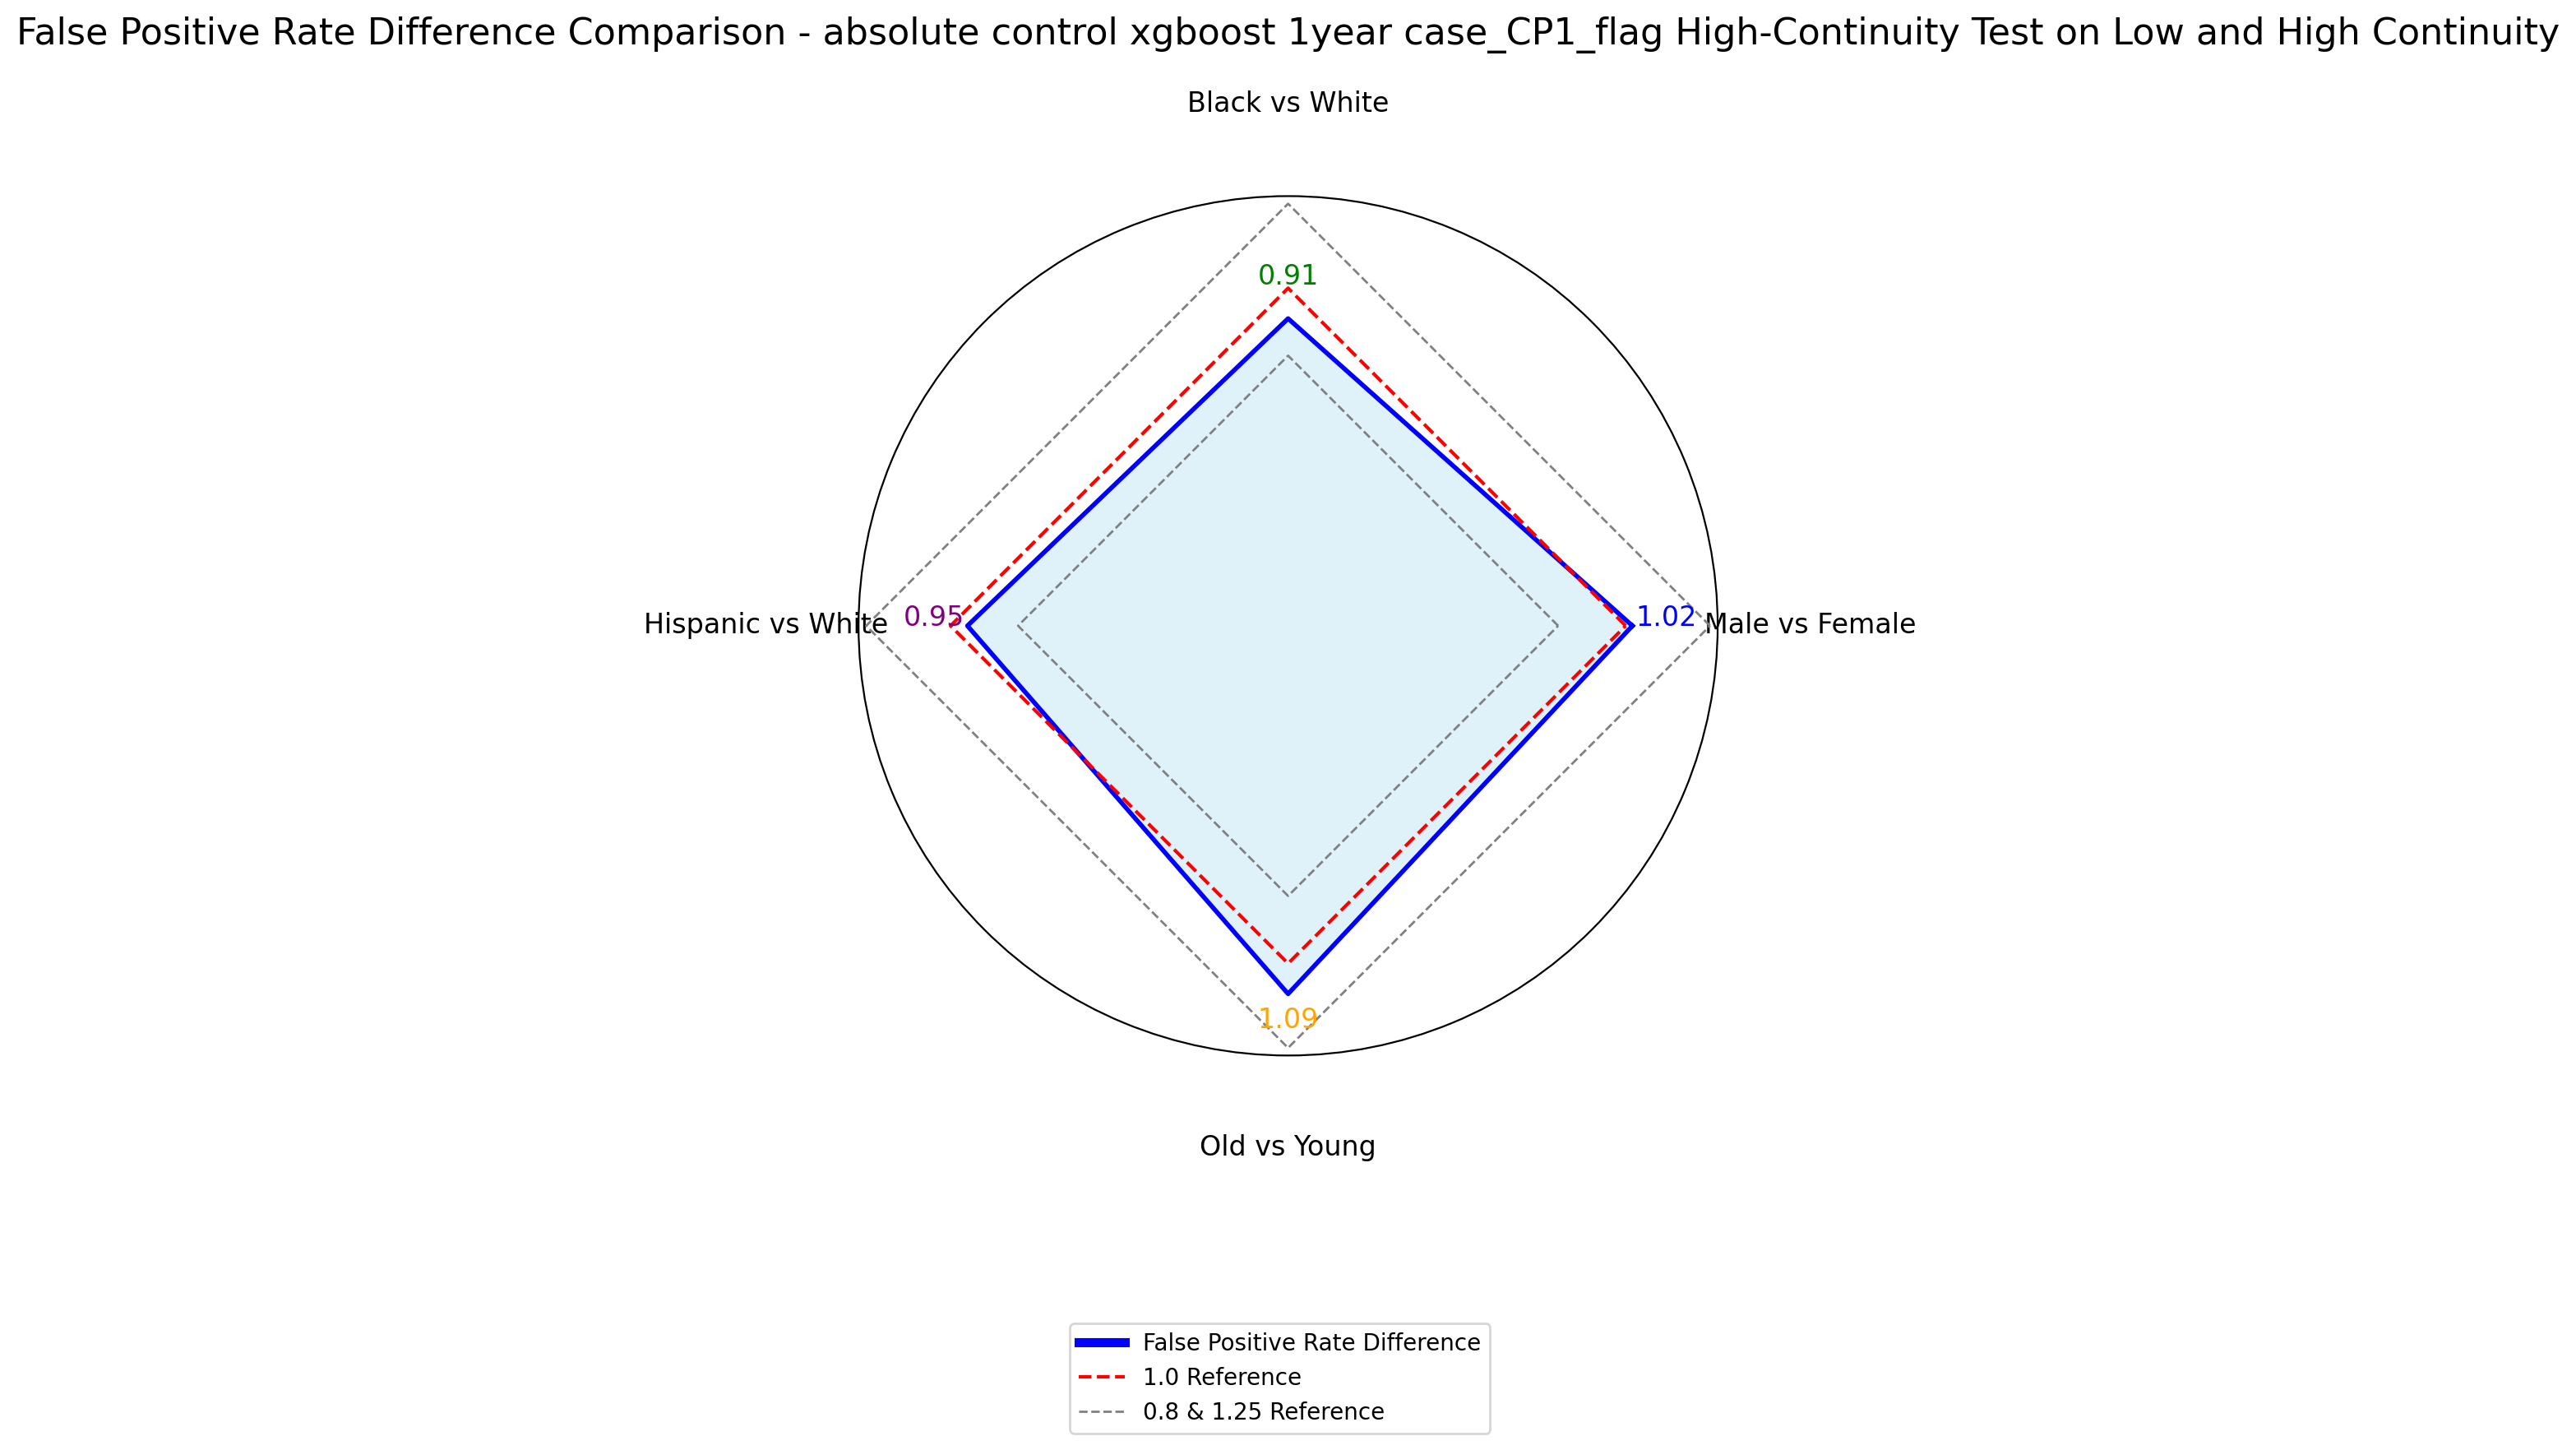 False Positive Rate Difference Comparison - absolute control xgboost 1year case_CP1_flag High-Continuity Test on Low and High Continuity
Black vs White
0.91
Hispanic vs White
0.95
1.02
Male vs Female
1.09
Old vs Young
False Positive Rate Difference
1.0 Reference
0.8 & 1.25 Reference